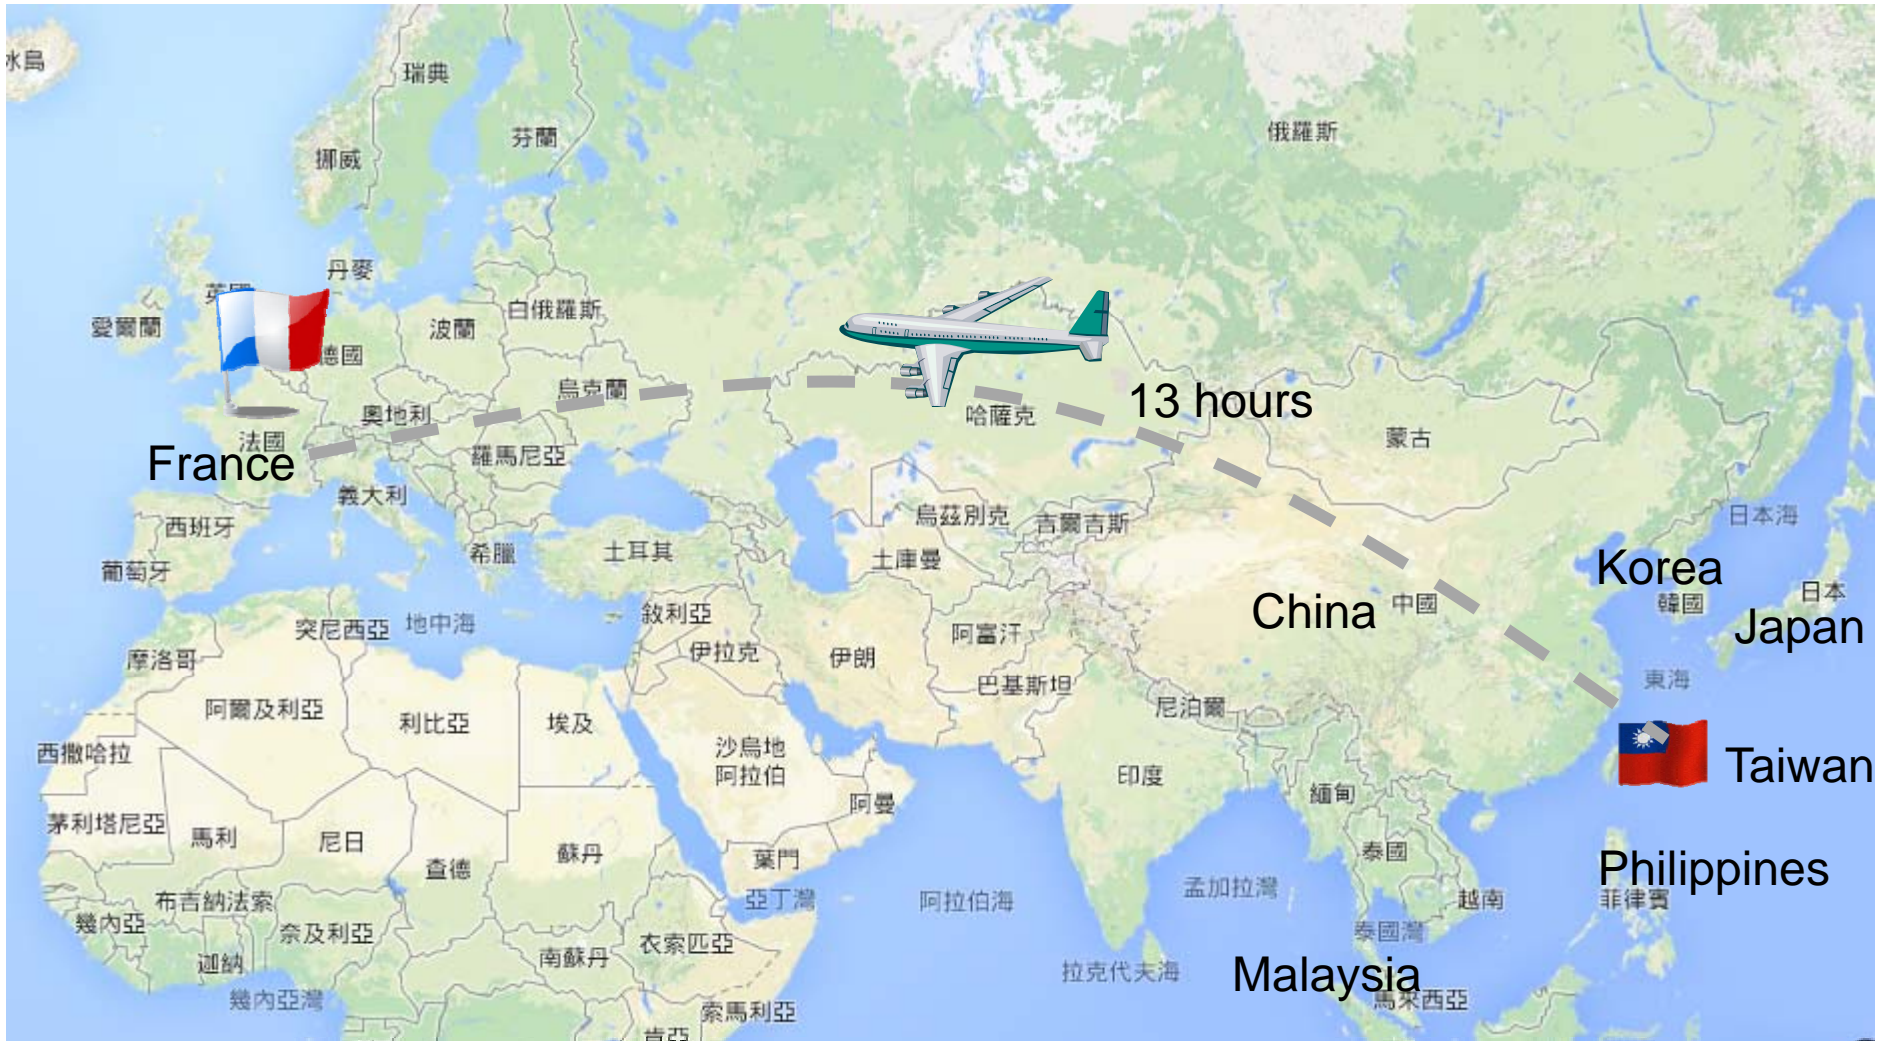 冰島
瑞典
芬蘭
俄羅斯
挪威
丹麥
英國
愛爾蘭
白俄羅斯
波蘭
德國
烏克蘭
13 hours
奧地利
哈薩克
蒙古
法國
France
羅馬尼亞
義大利
西班牙
烏茲別克
吉爾吉斯
日本海
希臘
土耳其
土庫曼
葡萄牙
Korea
敘利亞
China
中國
韓國
日本
Japan
突尼西亞
地中海
阿富汗
摩洛哥
伊拉克
伊朗
巴基斯坦
東海
阿爾及利亞
利比亞
埃及
尼泊爾
西撒哈拉
沙烏地
阿拉伯
印度
Taiwan
緬甸
阿曼
茅利塔尼亞
馬利
尼日
查德
蘇丹
葉門
泰國
Philippines
菲律賓
布吉納法索
亞丁灣
阿拉伯海
孟加拉灣
越南
幾內亞
奈及利亞
衣索匹亞
泰國灣
迦納
南蘇丹
拉克代夫海
Malaysia
馬來西亞
幾內亞灣
索馬利亞
肯亞